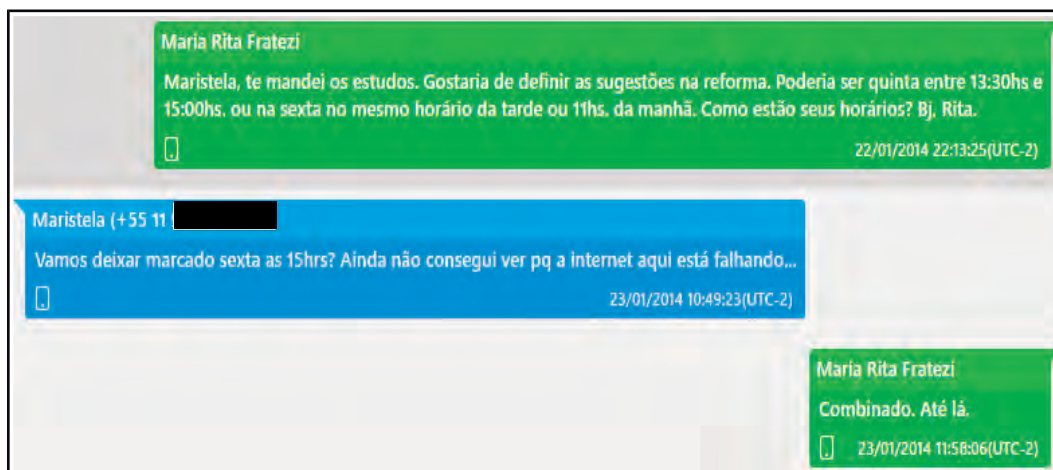 Maria Rita Fratezi
Maristela, te mandei os estudos. Gostaria de definir as sugestões na reforma. Poderia ser quinta entre 13:30hs e
15:00hs. ou na sexta no mesmo horário da tarde ou 11hs. da manhã. Como estão seus horários? Bj, Rita.
22/01/2014 22:13:25(UTC-2)
Maristela (+55 11
Vamos deixar marcado sexta as 15hrs? Ainda não consegui ver pq a internet aqui está falhando...
23/01/2014 10:49:23(UTC-2)
Maria Rita Fratezi
Combinado. Até lá.
23/01/2014 11:58:06(UTC-2)